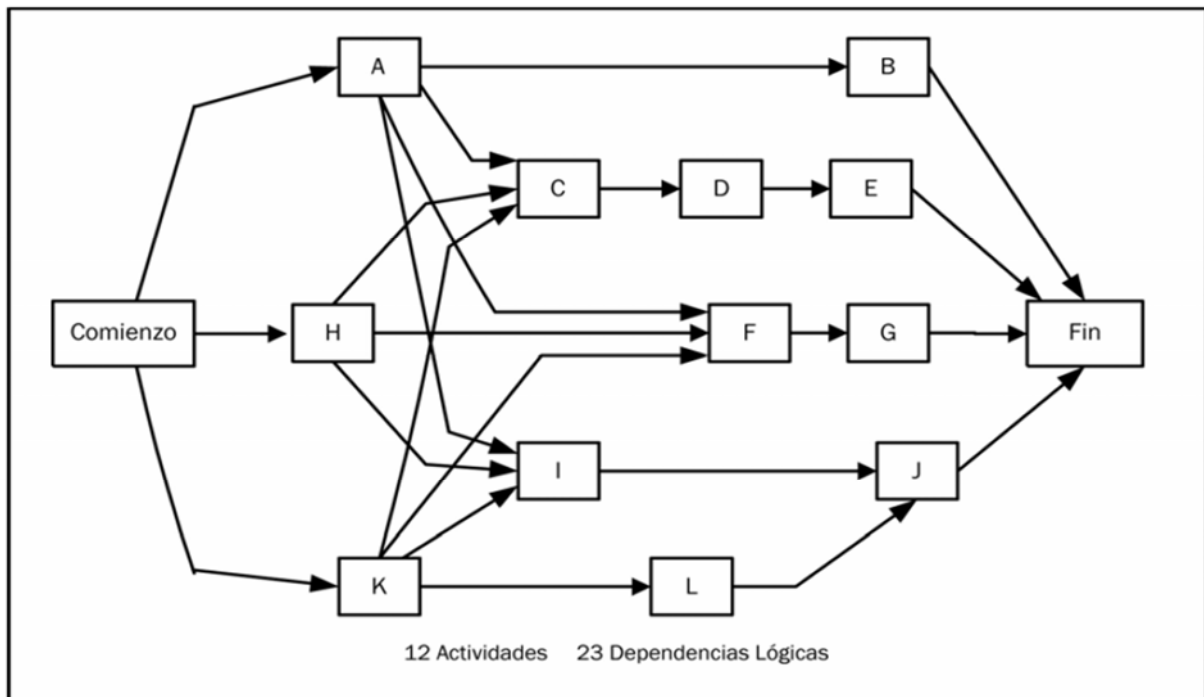 A
B
C
D
E
Comienzo
H
F
G
Fin
I
J
K
L
12 Actividades 23 Dependencias Lógicas